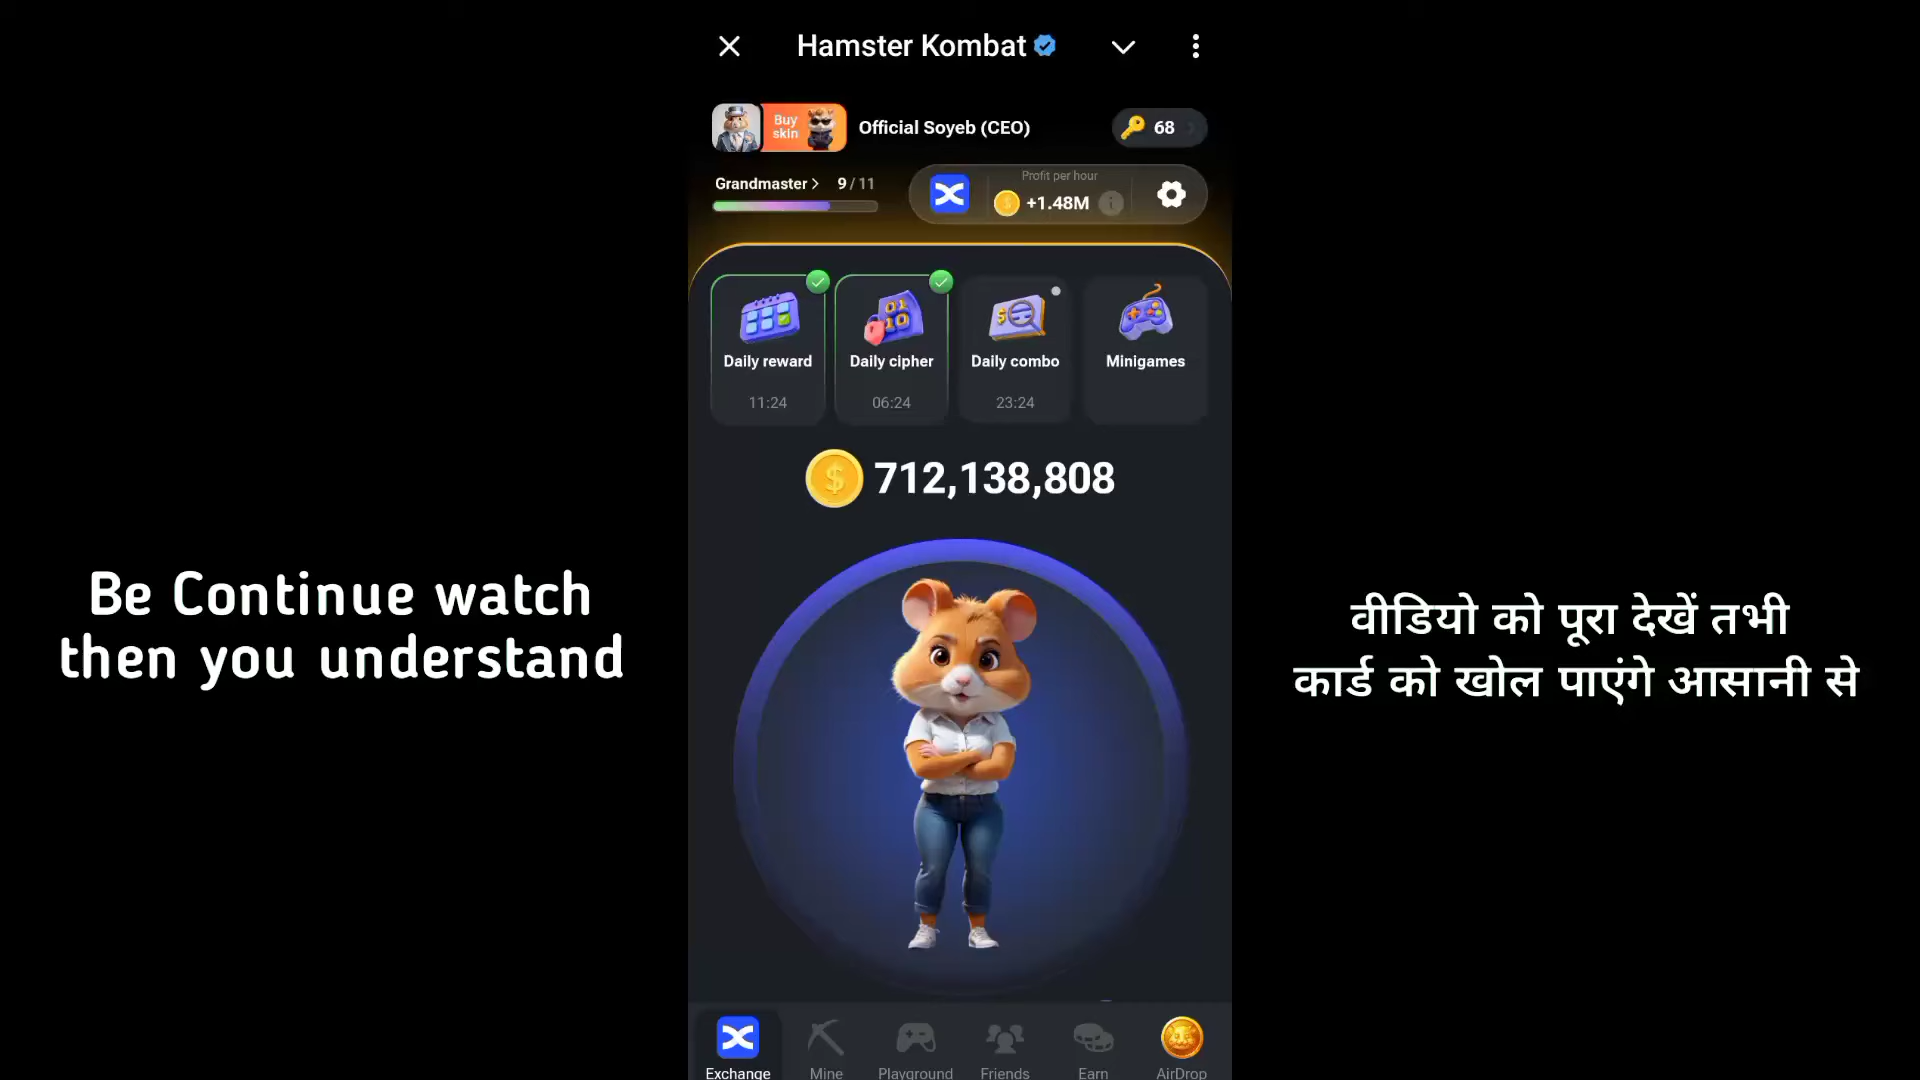 Hamster Kombat
Buy
skin
Official Soyeb (CEO)
68
Grandmaster
9/11
Profit per hour
+1.48M
Daily reward
11:24
Daily cipher
06:24
Daily combo
23:24
Minigames
712,138,808
Be Continue watch
then you understand
वीडियो को पूरा देखें तभी
कार्ड को खोल पाएंगे आसानी से
Exchange
Mine
Playground
Friends
Earn
AirDrop